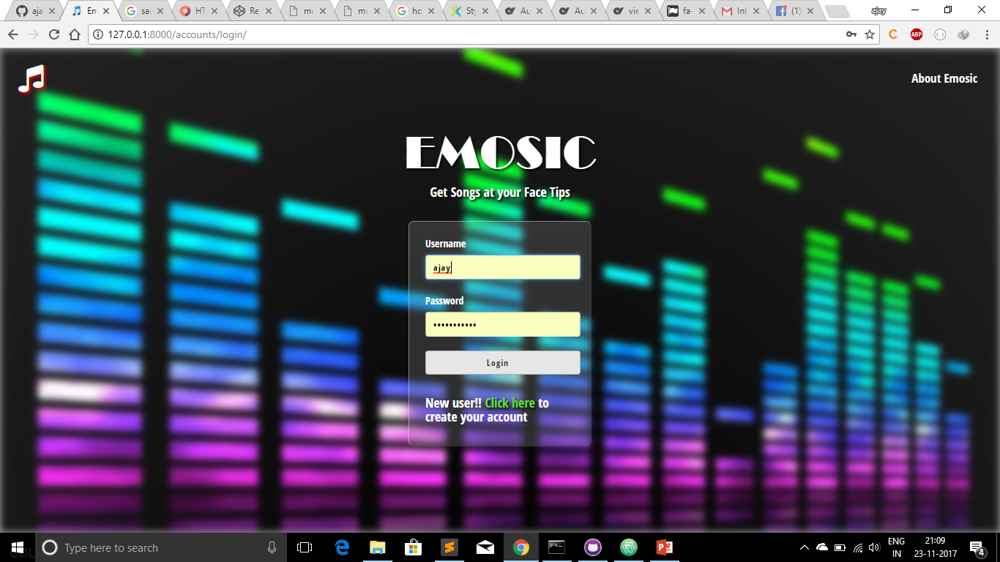 aja
Em
sa
HT
Re
mu
mu
ho
Sty
Au
Au
vie
fa-
Inb
(1)
ajay
127.0.0.1:8000/accounts/login/
C
ABP
About Emosic
EMOSIC
Get Songs at your Face Tips
Username
ajay
Password
•••••••••••
Login
New user!! Click here to
create your account
Type here to search
ENG
IN
21:09
23-11-2017
4